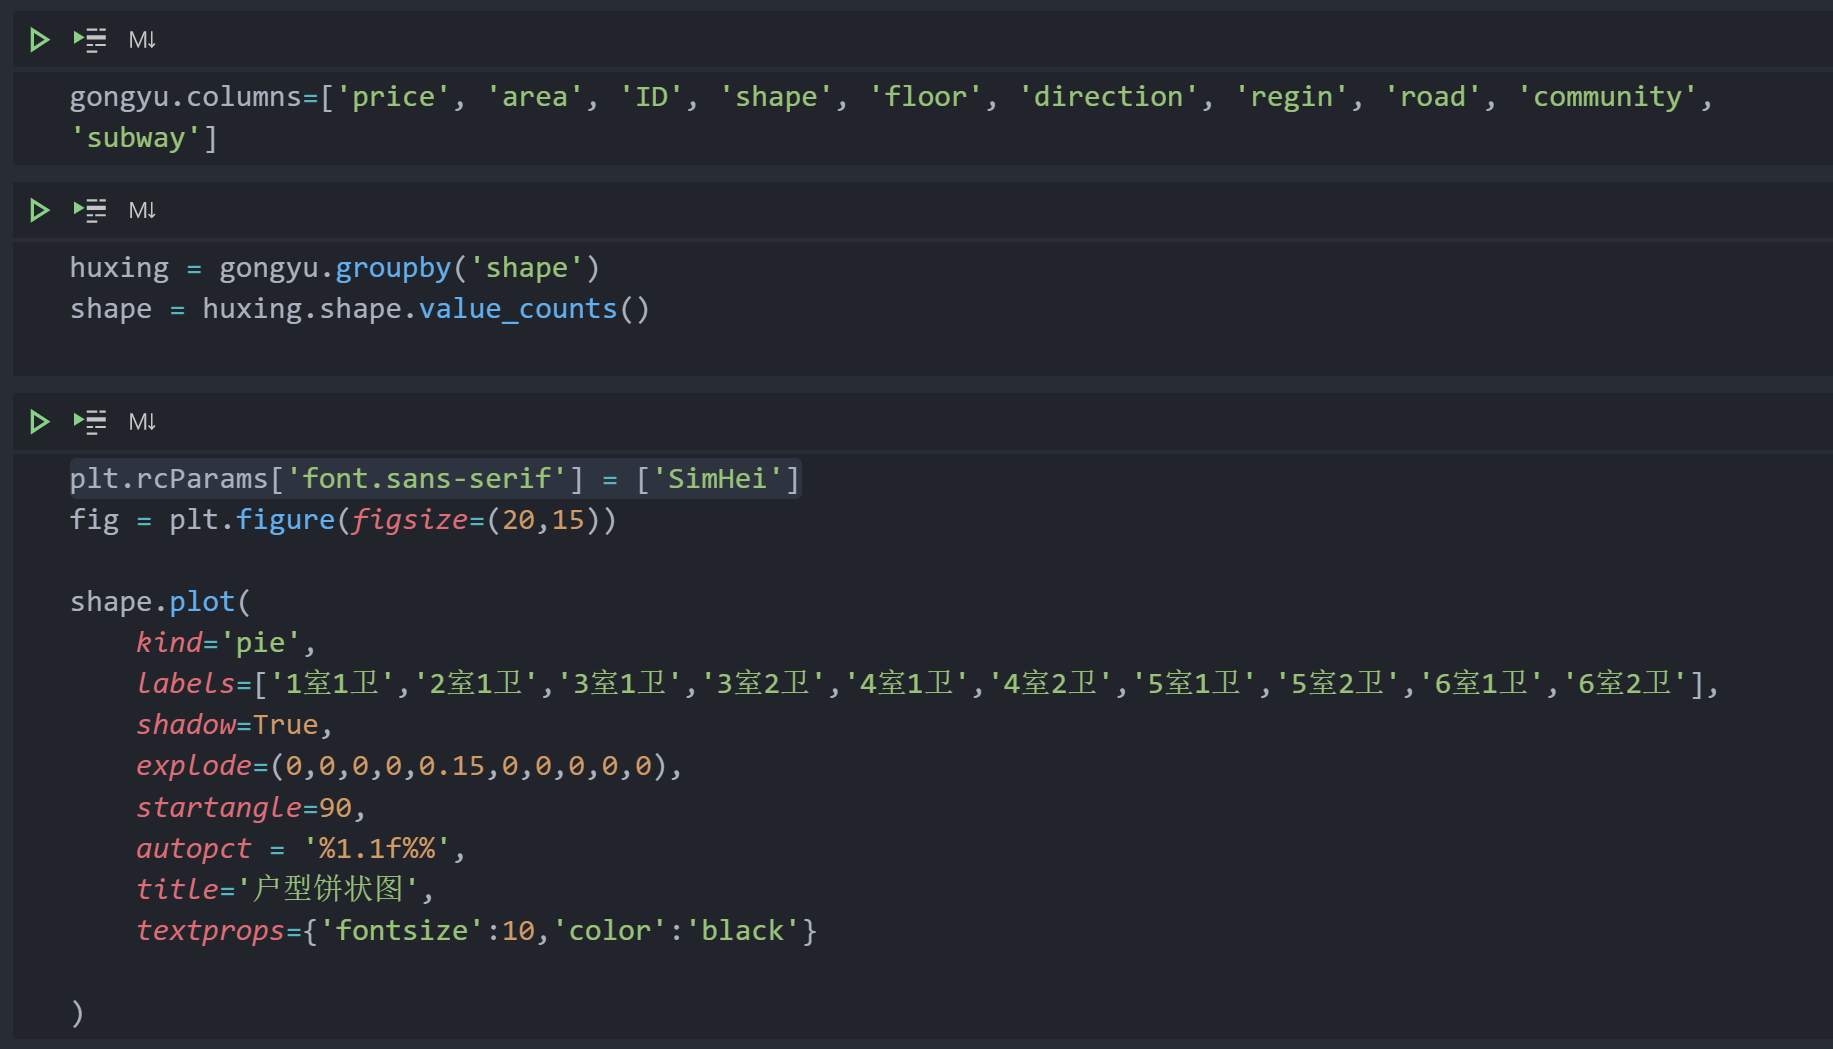 M↓
gongyu.columns=['price', 'area', 'ID', 'shape', 'floor', 'direction', 'regin', 'road', 'community',
'subway']
M↓
huxing = gongyu.groupby('shape')
shape = huxing.shape.value_counts()
M↓
plt.rcParams['font.sans-serif'] = ['SimHei']
fig = plt.figure(figsize=(20,15))
shape.plot(
    kind='pie',
    labels=['1室1卫','2室1卫','3室1卫','3室2卫','4室1卫','4室2卫','5室1卫','5室2卫','6室1卫','6室2卫'],
    shadow=True,
    explode=(0,0,0,0,0.15,0,0,0,0,0),
    startangle=90,
    autopct = '%1.1f%%',
    title='户型饼状图',
    textprops={'fontsize':10,'color':'black'}
)